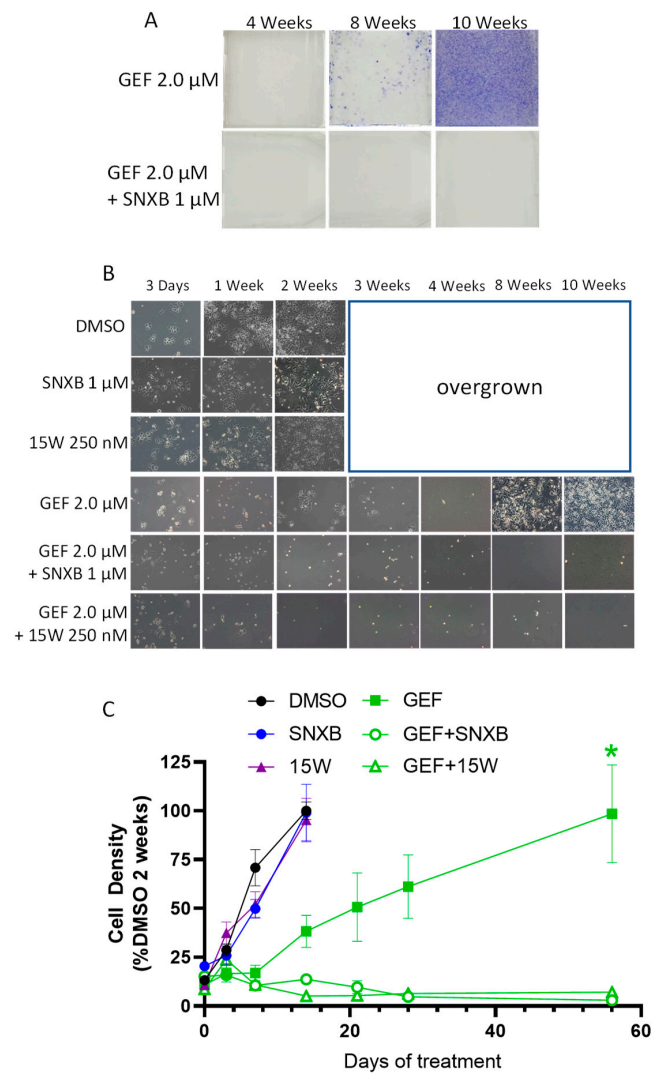 A
4 Weeks 8 Weeks 10 Weeks
GEF 2.0 µM
GEF 2.0 µM
+ SNXB 1 µM
B
3 Days 1 Week 2 Weeks 3 Weeks 4 Weeks 8 Weeks 10 Weeks
DMSO
SNXB 1 µM
overgrown
15W 250 nM
GEF 2.0 µM
GEF 2.0 µM
+ SNXB 1 µM
GEF 2.0 µM
+ 15W 250 nM
C
DMSO GEF
SNXB GEF+SNXB
15W GEF+15W
*
Cell Density
(%DMSO 2 weeks)
125
100
75
50
25
0
0 20 40 60
Days of treatment